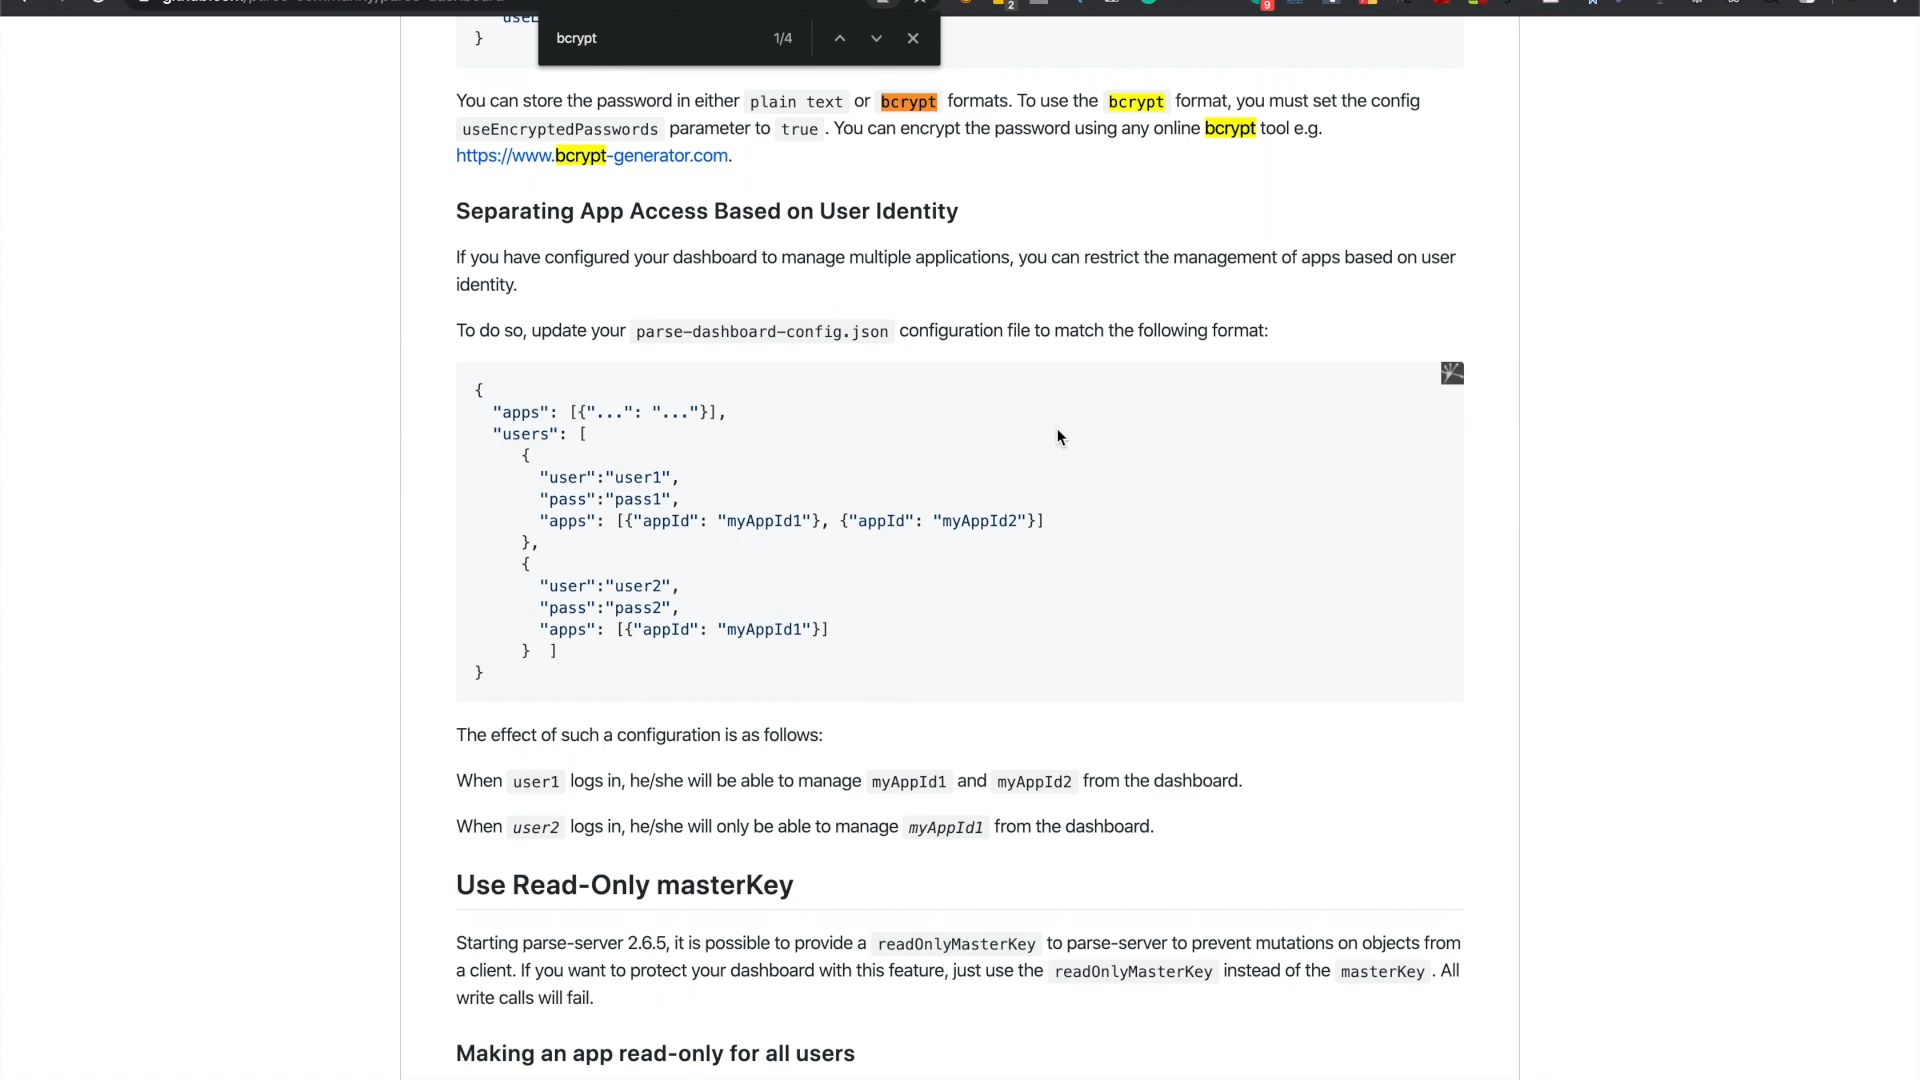 2
9
useE
}
bcrypt
1/4
You can store the password in either plain text or bcrypt formats. To use the bcrypt format, you must set the config
useEncryptedPasswords parameter to true . You can encrypt the password using any online bcrypt tool e.g.
https://www.bcrypt-generator.com.
Separating App Access Based on User Identity
If you have configured your dashboard to manage multiple applications, you can restrict the management of apps based on user
identity.
To do so, update your parse-dashboard-config.json configuration file to match the following format:
{
"apps": [{"...": "..."}],
"users": [
{
"user":"user1",
"pass":"pass1",
"apps": [{"appId": "myAppId1"}, {"appId": "myAppId2"}]
},
{
"user":"user2",
"pass":"pass2",
"apps": [{"appId": "myAppId1"}]
} ]
}
The effect of such a configuration is as follows:
When user1 logs in, he/she will be able to manage myAppId1 and myAppId2 from the dashboard.
When user2 logs in, he/she will only be able to manage myAppId1 from the dashboard.
Use Read-Only masterKey
Starting parse-server 2.6.5, it is possible to provide a readOnlyMasterKey to parse-server to prevent mutations on objects from
a client. If you want to protect your dashboard with this feature, just use the readOnlyMasterKey instead of the masterKey . All
write calls will fail.
Making an app read-only for all users